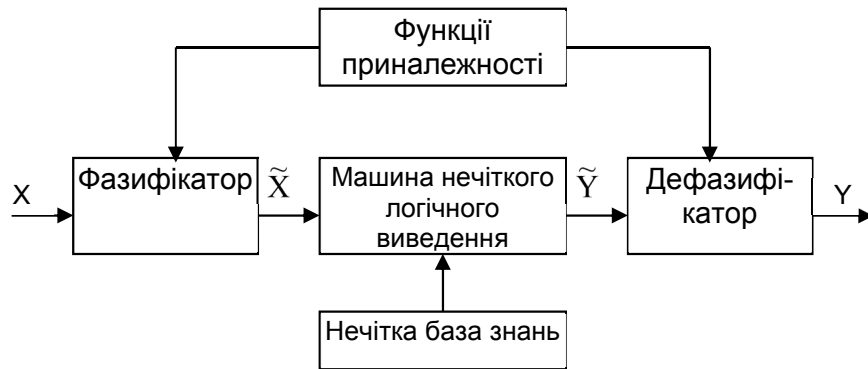 Функції
приналежності
X
Фазифікатор
X̃
Машина нечіткого
логічного
виведення
Ỹ
Дефазифі-
катор
Y
Нечітка база знань